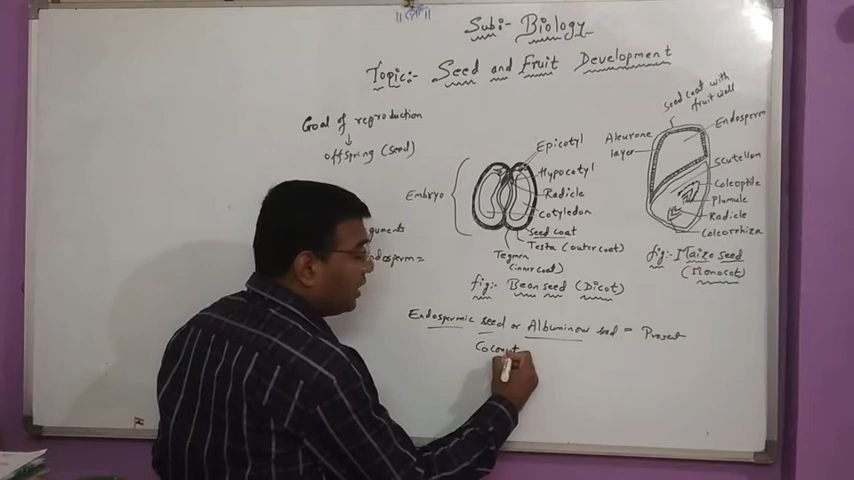 Sub:- Biology
Topic:- Seed and Fruit Development
Goal of reproduction
↓
offspring (seed)
Embryo
Epicotyl
Hypocotyl
Radicle
Cotyledon
Seed coat
Testa (outer coat)
Tegmen
(inner coat)
fig:- Bean seed (Dicot)
Seed coat with
fruit wall
Aleurone
layer
Endosperm
Scutellum
Coleoptile
Plumule
Radicle
Coleorrhiza
fig:- Maize seed
(Monocot)
Endospermic seed or Albuminous seed = Present
Coconut